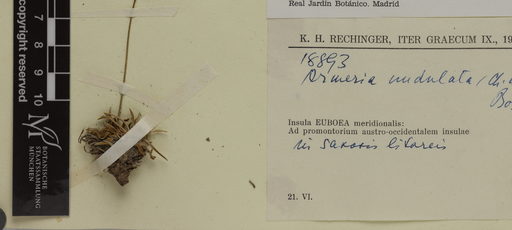 Real Jardín Botánico. Madrid
K. H. RECHINGER, ITER GRAECUM IX., 19
18893
Armeria undulata (
Bo
Insula EUBOEA meridionalis:
Ad promontorium austro-occidentalem insulae
in saxosis litoreis
21. VI.
7
8
9
10
copyright reserved
M
BOTANISCHE
STAATSSAMMLUNG
MÜNCHEN